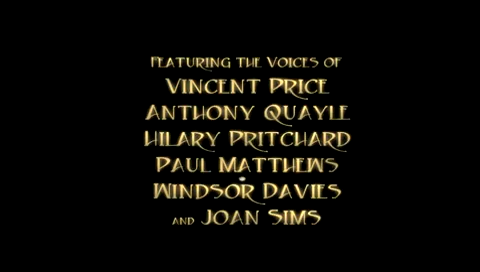 FEATURING THE VOICES OF
VINCENT PRICE
ANTHONY QUAYLE
HILARY PRITCHARD
PAUL MATTHEWS
WINDSOR DAVIES
AND JOAN SIMS